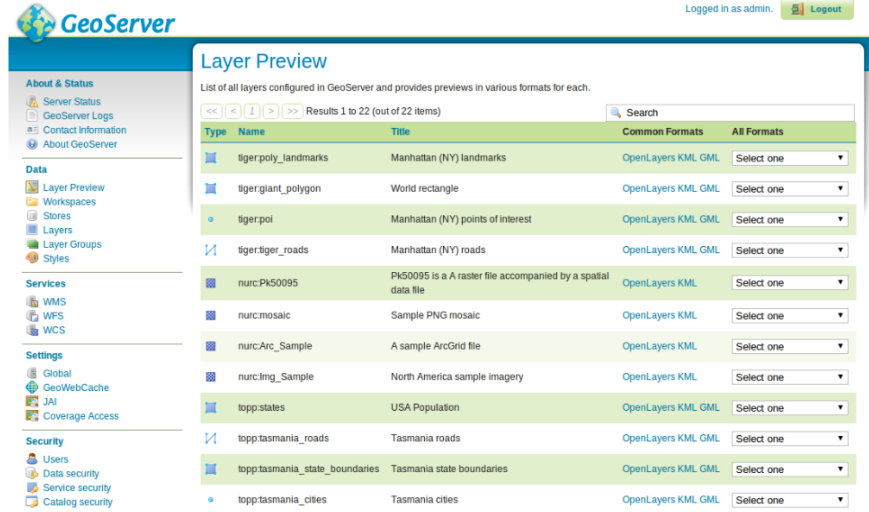 GeoServer
Logged in as admin.
Logout
About & Status
Server Status
GeoServer Logs
Contact Information
About GeoServer
Data
Layer Preview
Workspaces
Stores
Layers
Layer Groups
Styles
Services
WMS
WFS
WCS
Settings
Global
GeoWebCache
JAI
Coverage Access
Security
Users
Data security
Service security
Catalog security
Layer Preview
List of all layers configured in GeoServer and provides previews in various formats for each.
<< < 1 > >> Results 1 to 22 (out of 22 items) Search
Type Name Title Common Formats All Formats
tiger:poly_landmarks Manhattan (NY) landmarks OpenLayers KML GML Select one
tiger:giant_polygon World rectangle OpenLayers KML GML Select one
tiger:poi Manhattan (NY) points of interest OpenLayers KML GML Select one
tiger:tiger_roads Manhattan (NY) roads OpenLayers KML GML Select one
nurc:Pk50095 Pk50095 is a A raster file accompanied by a spatial
data file OpenLayers KML Select one
nurc:mosaic Sample PNG mosaic OpenLayers KML Select one
nurc:Arc_Sample A sample ArcGrid file OpenLayers KML Select one
nurc:Img_Sample North America sample imagery OpenLayers KML Select one
topp:states USA Population OpenLayers KML GML Select one
topp:tasmania_roads Tasmania roads OpenLayers KML GML Select one
topp:tasmania_state_boundaries Tasmania state boundaries OpenLayers KML GML Select one
topp:tasmania_cities Tasmania cities OpenLayers KML GML Select one